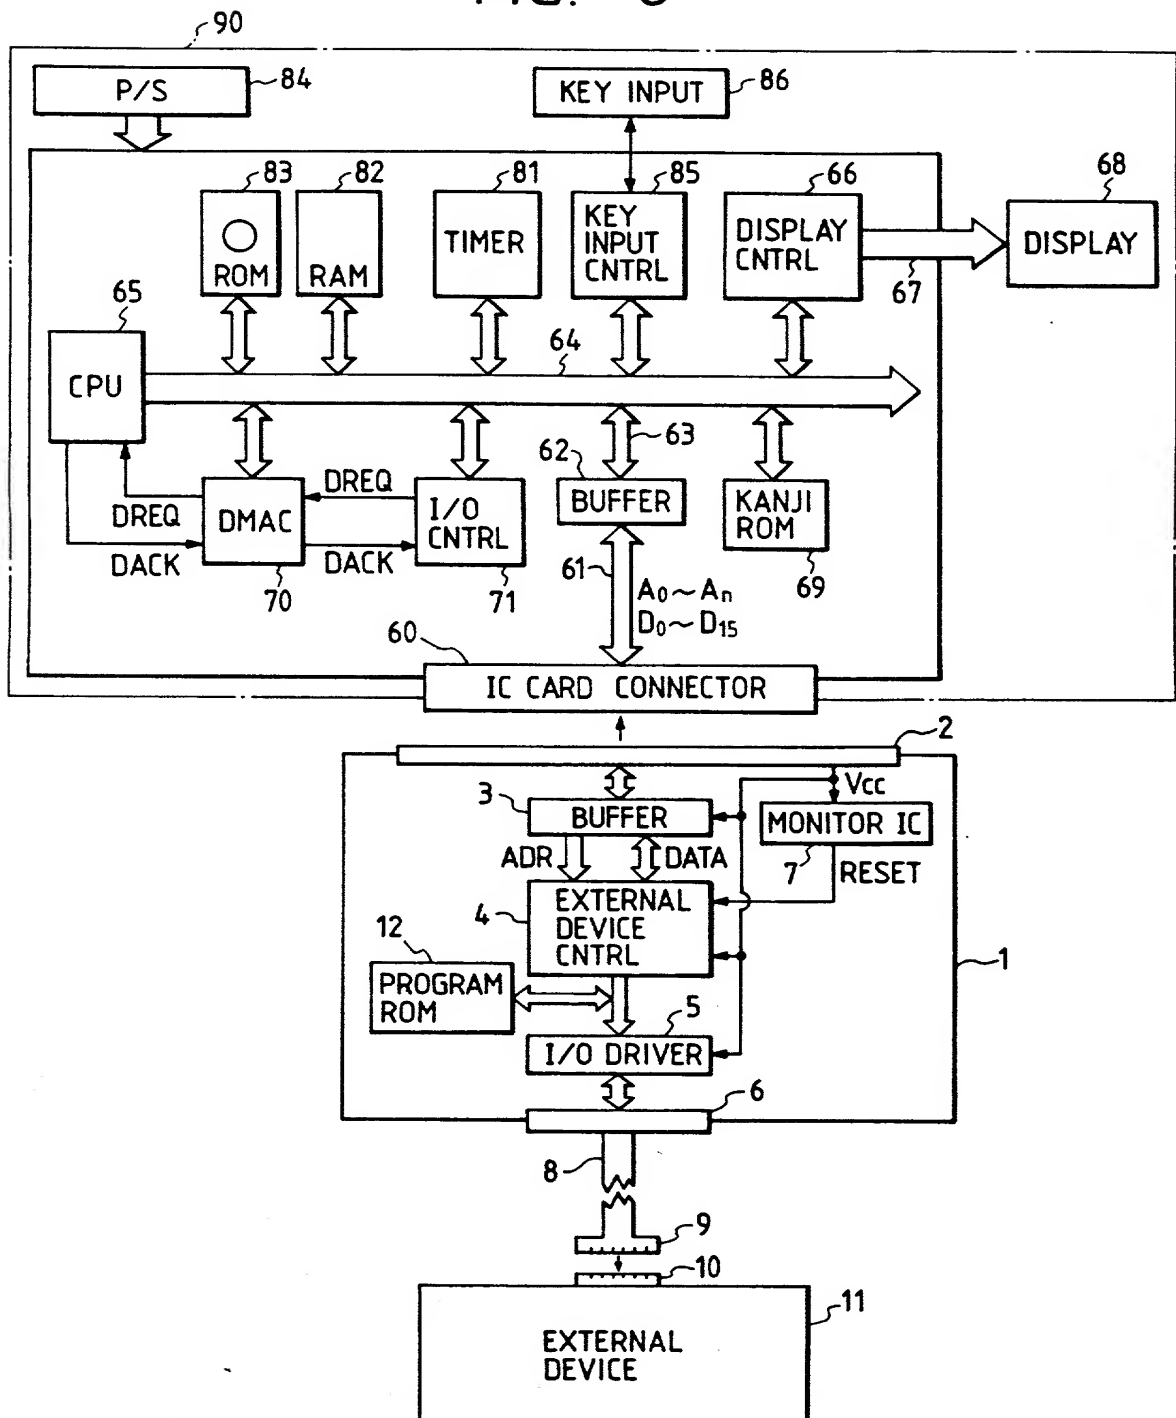 90
P/S
84
KEY INPUT
86
83
82
81
85
66
68
ROM
RAM
TIMER
KEY
INPUT
CNTRL
DISPLAY
CNTRL
DISPLAY
67
65
CPU
64
63
62
DREQ
DREQ
DMAC
I/O
CNTRL
BUFFER
KANJI
ROM
DACK
DACK
70
71
61
69
A0~An
D0~D15
60
IC CARD CONNECTOR
2
Vcc
3
BUFFER
MONITOR IC
ADR
DATA
7
RESET
4
EXTERNAL
DEVICE
CNTRL
12
1
PROGRAM
ROM
5
I/O DRIVER
6
8
9
10
11
EXTERNAL
DEVICE